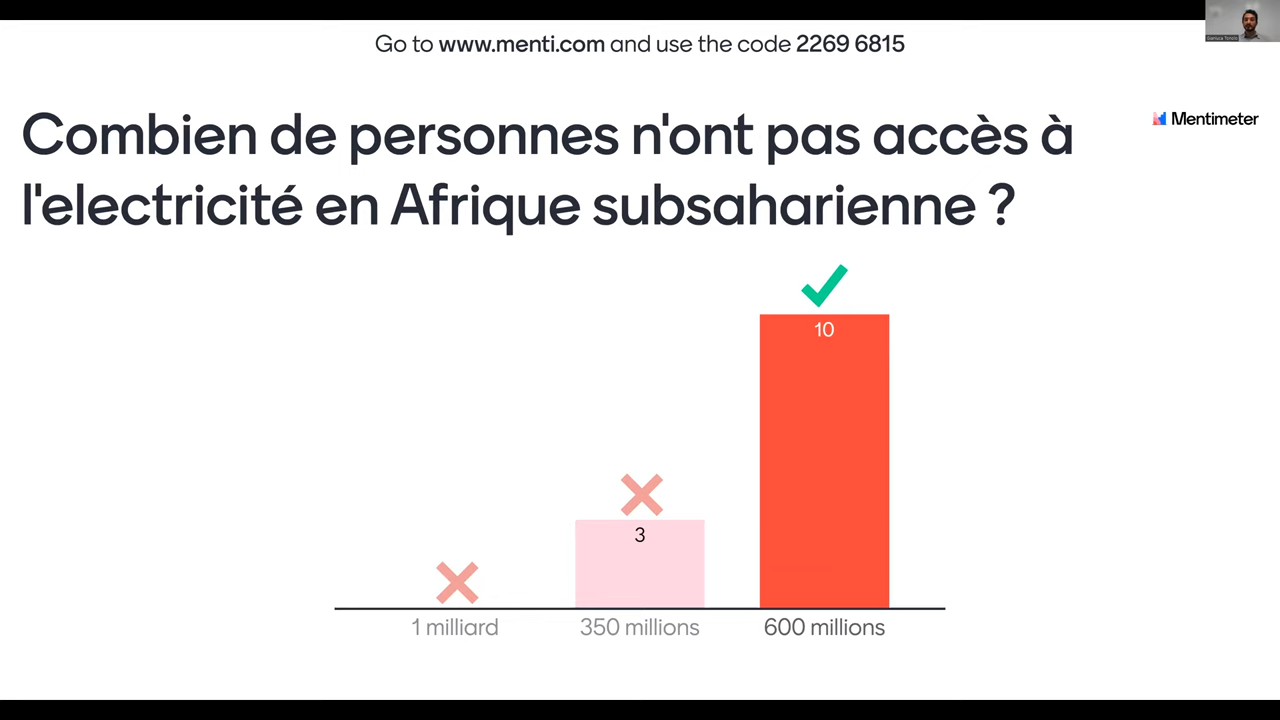 Go to www.menti.com and use the code 2269 6815
Combien de personnes n'ont pas accès à
l'electricité en Afrique subsaharienne ?
Mentimeter
10
3
1 milliard
350 millions
600 millions